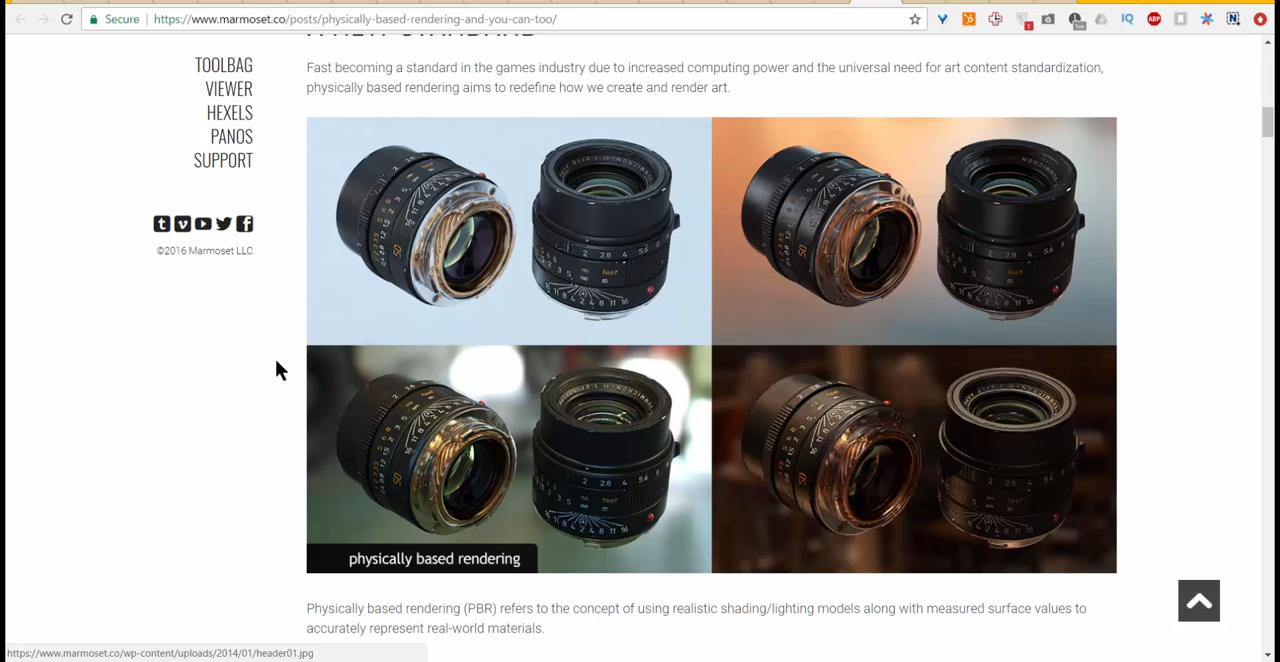 Secure
https://www.marmoset.co/posts/physically-based-rendering-and-you-can-too/
TOOLBAG
VIEWER
HEXELS
PANOS
SUPPORT
©2016 Marmoset LLC
Fast becoming a standard in the games industry due to increased computing power and the universal need for art content standardization,
physically based rendering aims to redefine how we create and render art.
physically based rendering
Physically based rendering (PBR) refers to the concept of using realistic shading/lighting models along with measured surface values to
accurately represent real-world materials.
https://www.marmoset.co/wp-content/uploads/2014/01/header01.jpg